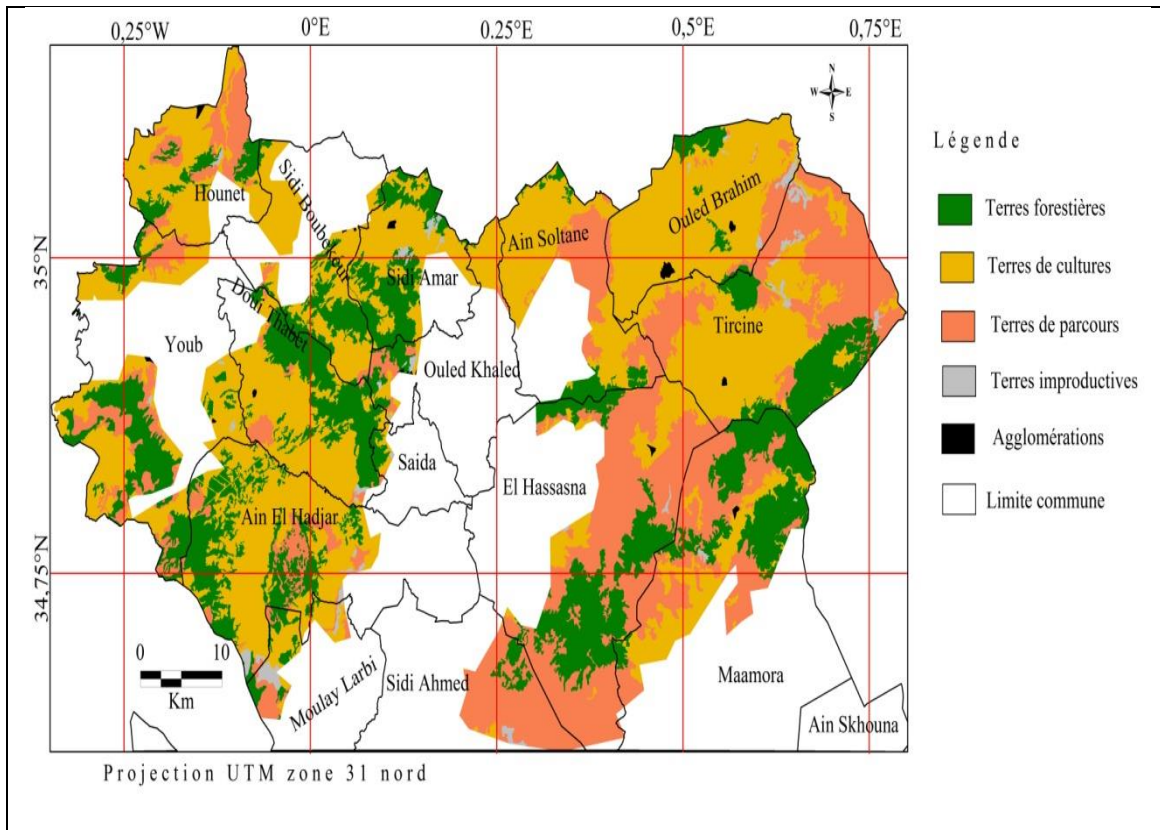 0,25°W
0°E
0.25°E
0,5°E
0,75°E
N
W E
S
35°N
34,75°N
Hounet
Sidi Boubekour
Ain Soltane
Ouled Brahim
Sidi Amar
Doui Thabet
Tircine
Youb
Ouled Khaled
Saida
El Hassasna
Ain El Hadjar
Moulay Larbi
Sidi Ahmed
Maamora
Ain Skhouna
0 10
Km
Projection UTM zone 31 nord
Légende
Terres forestières
Terres de cultures
Terres de parcours
Terres improductives
Agglomérations
Limite commune